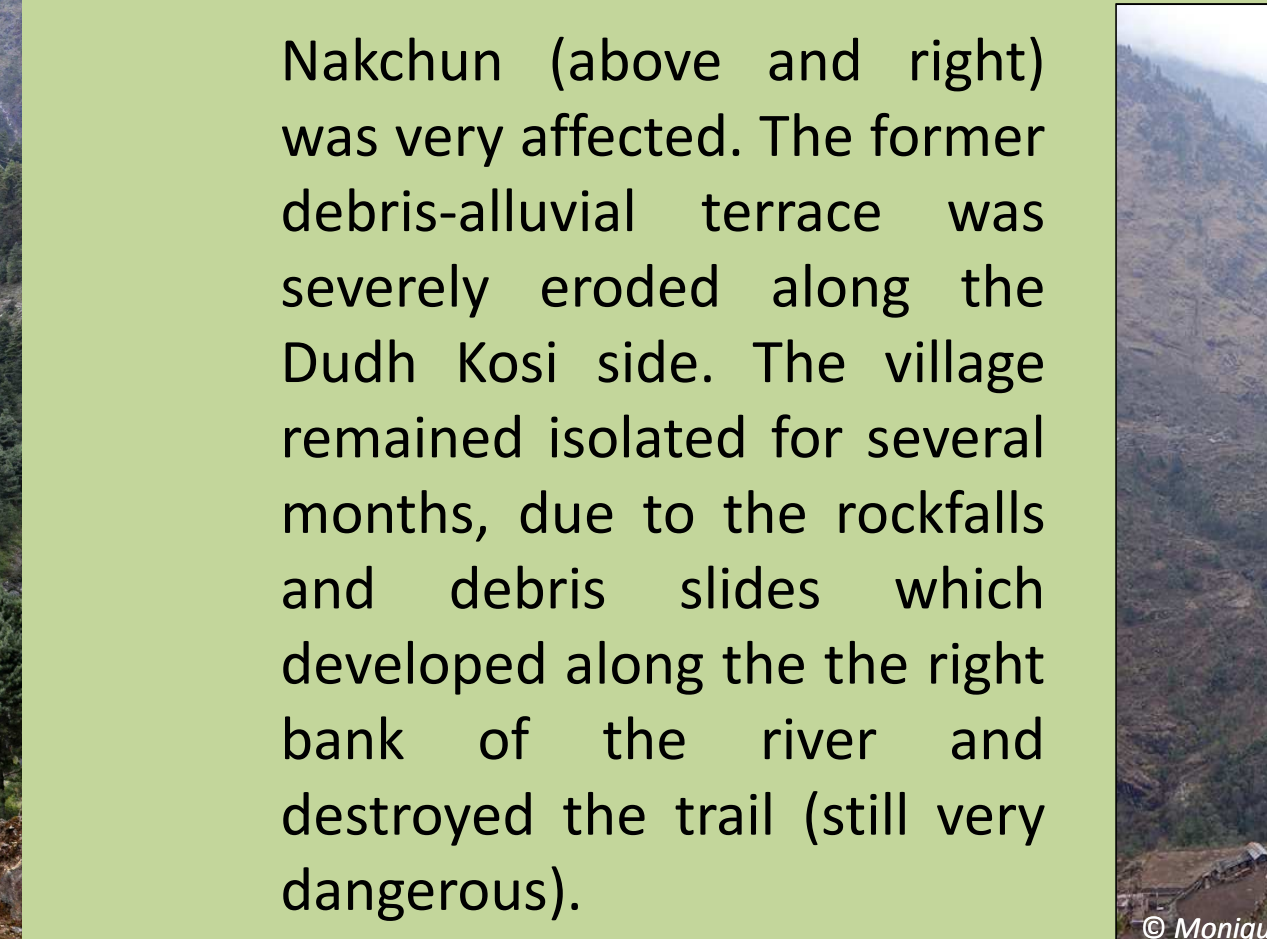 Nakchun (above and right)
was very affected. The former
debris-alluvial terrace was
severely eroded along the
Dudh Kosi side. The village
remained isolated for several
months, due to the rockfalls
and debris slides which
developed along the the right
bank of the river and
destroyed the trail (still very
dangerous).
©